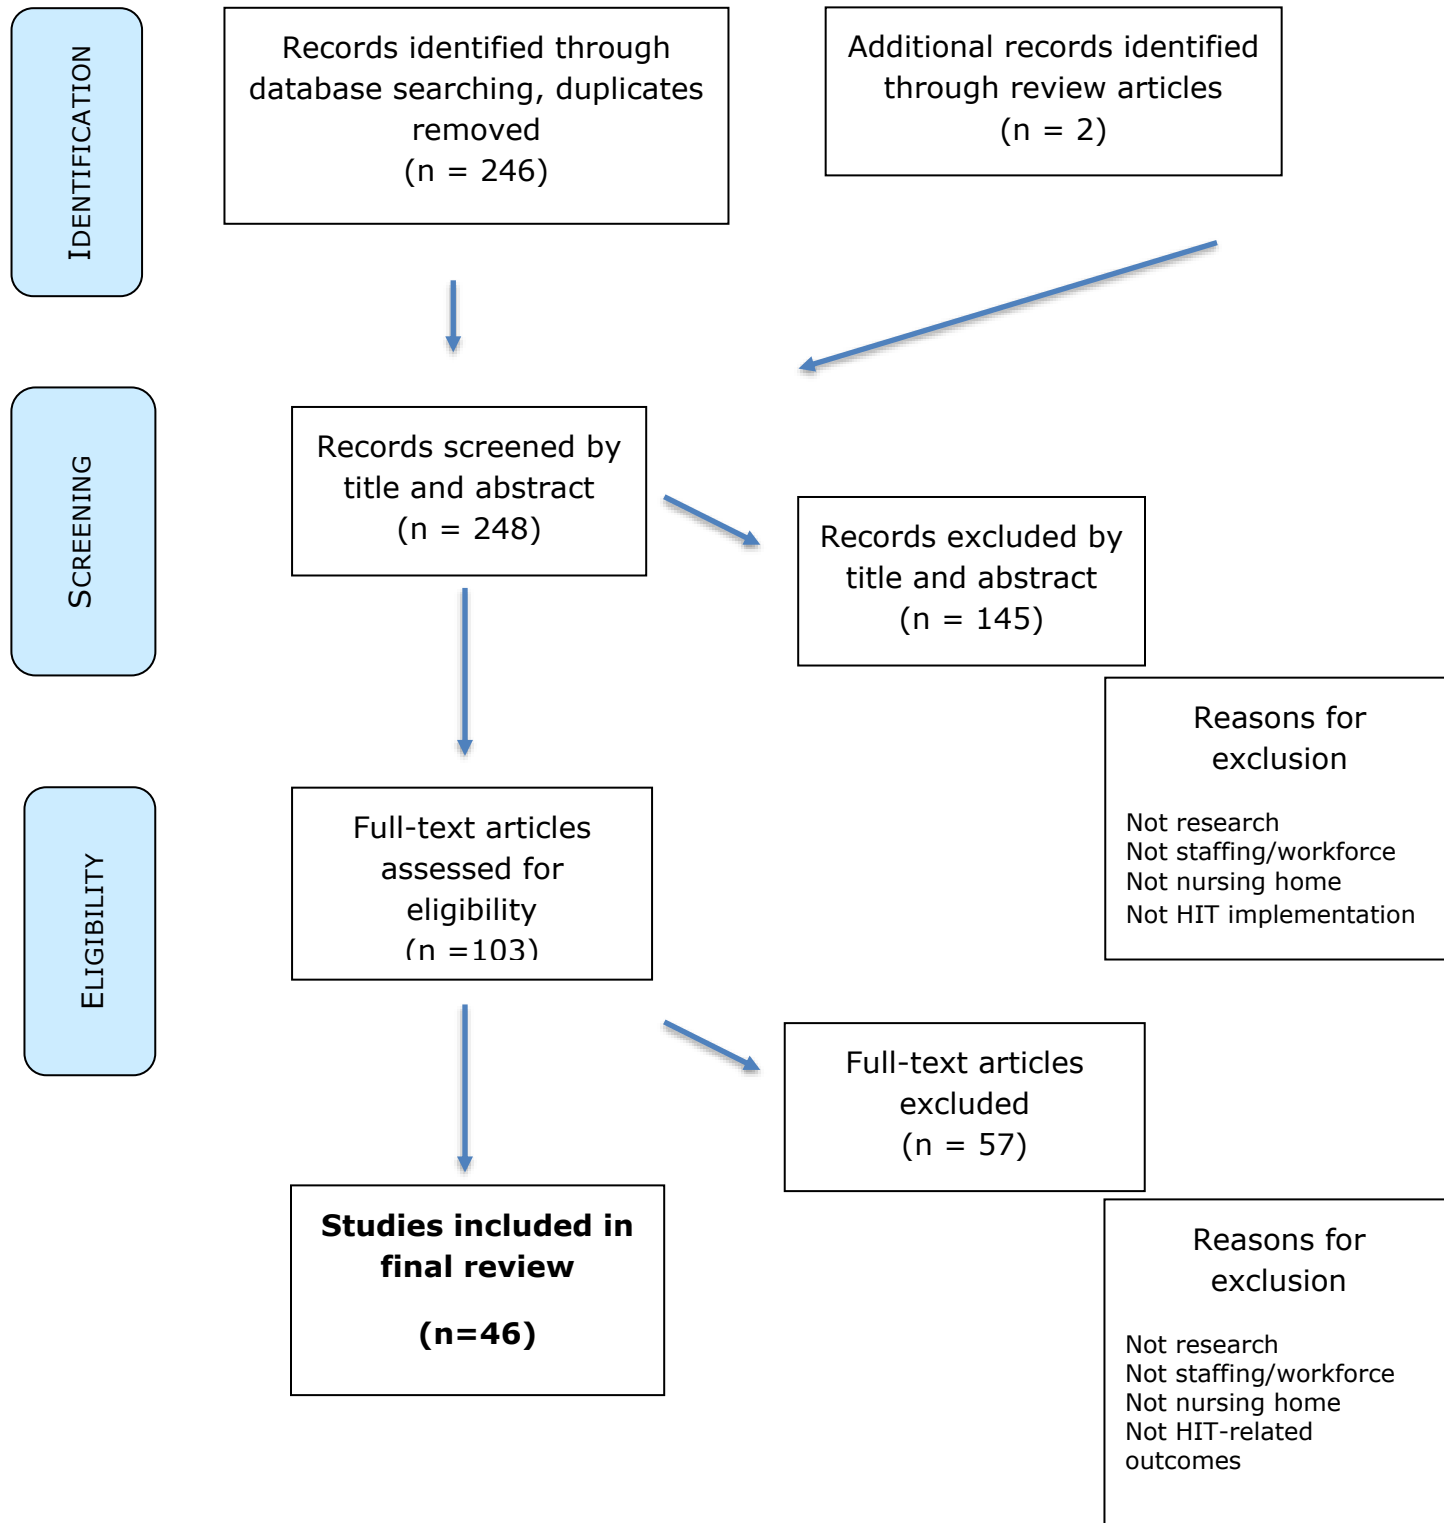 IDENTIFICATION
Records identified through
database searching, duplicates
removed
(n = 246)
Additional records identified
through review articles
(n = 2)
SCREENING
Records screened by
title and abstract
(n = 248)
Records excluded by
title and abstract
(n = 145)
Reasons for
exclusion
Not research
Not staffing/workforce
Not nursing home
Not HIT implementation
ELIGIBILITY
Full-text articles
assessed for
eligibility
(n =103)
Full-text articles
excluded
(n = 57)
Reasons for
exclusion
Not research
Not staffing/workforce
Not nursing home
Not HIT-related
outcomes
Studies included in
final review
(n=46)